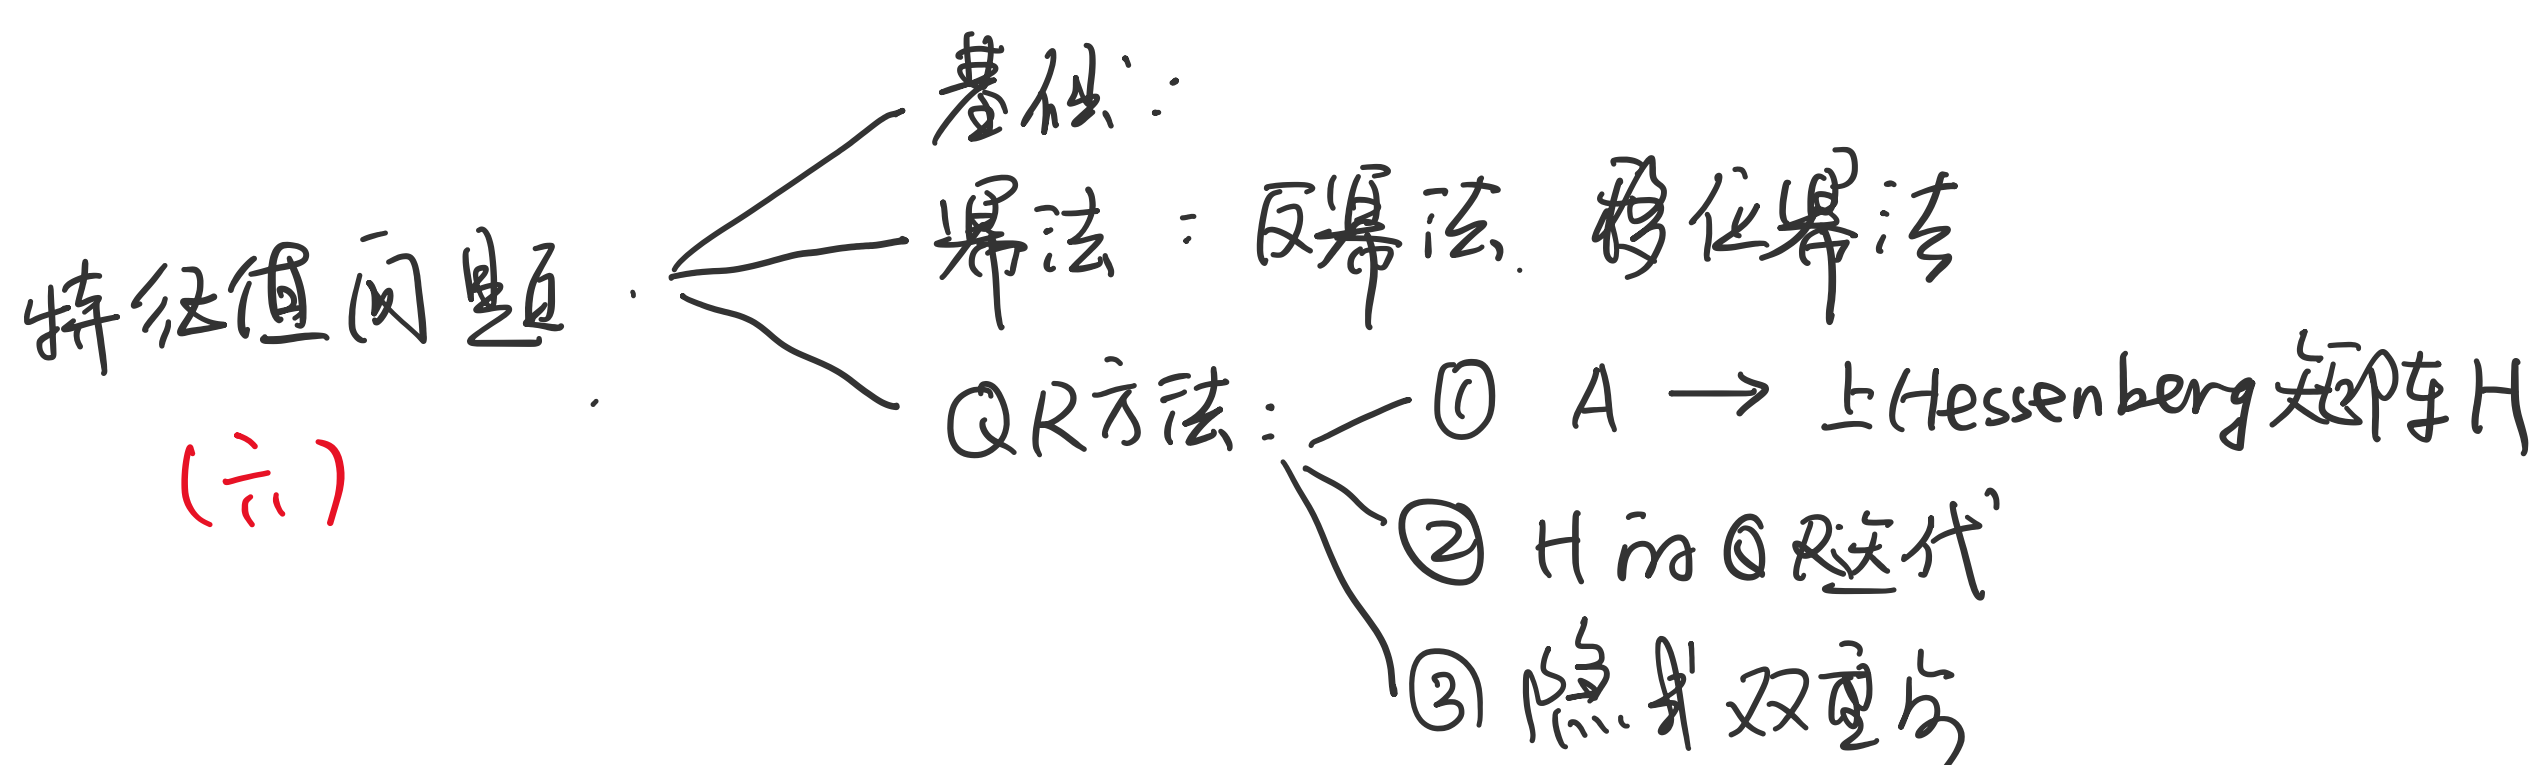 基础:
幂法: 反幂法. 移位幂法
特征值问题.
(六)
QR方法: ① A → 上Hessenberg矩阵H
② H的QR迭代
③ 隐式双重步